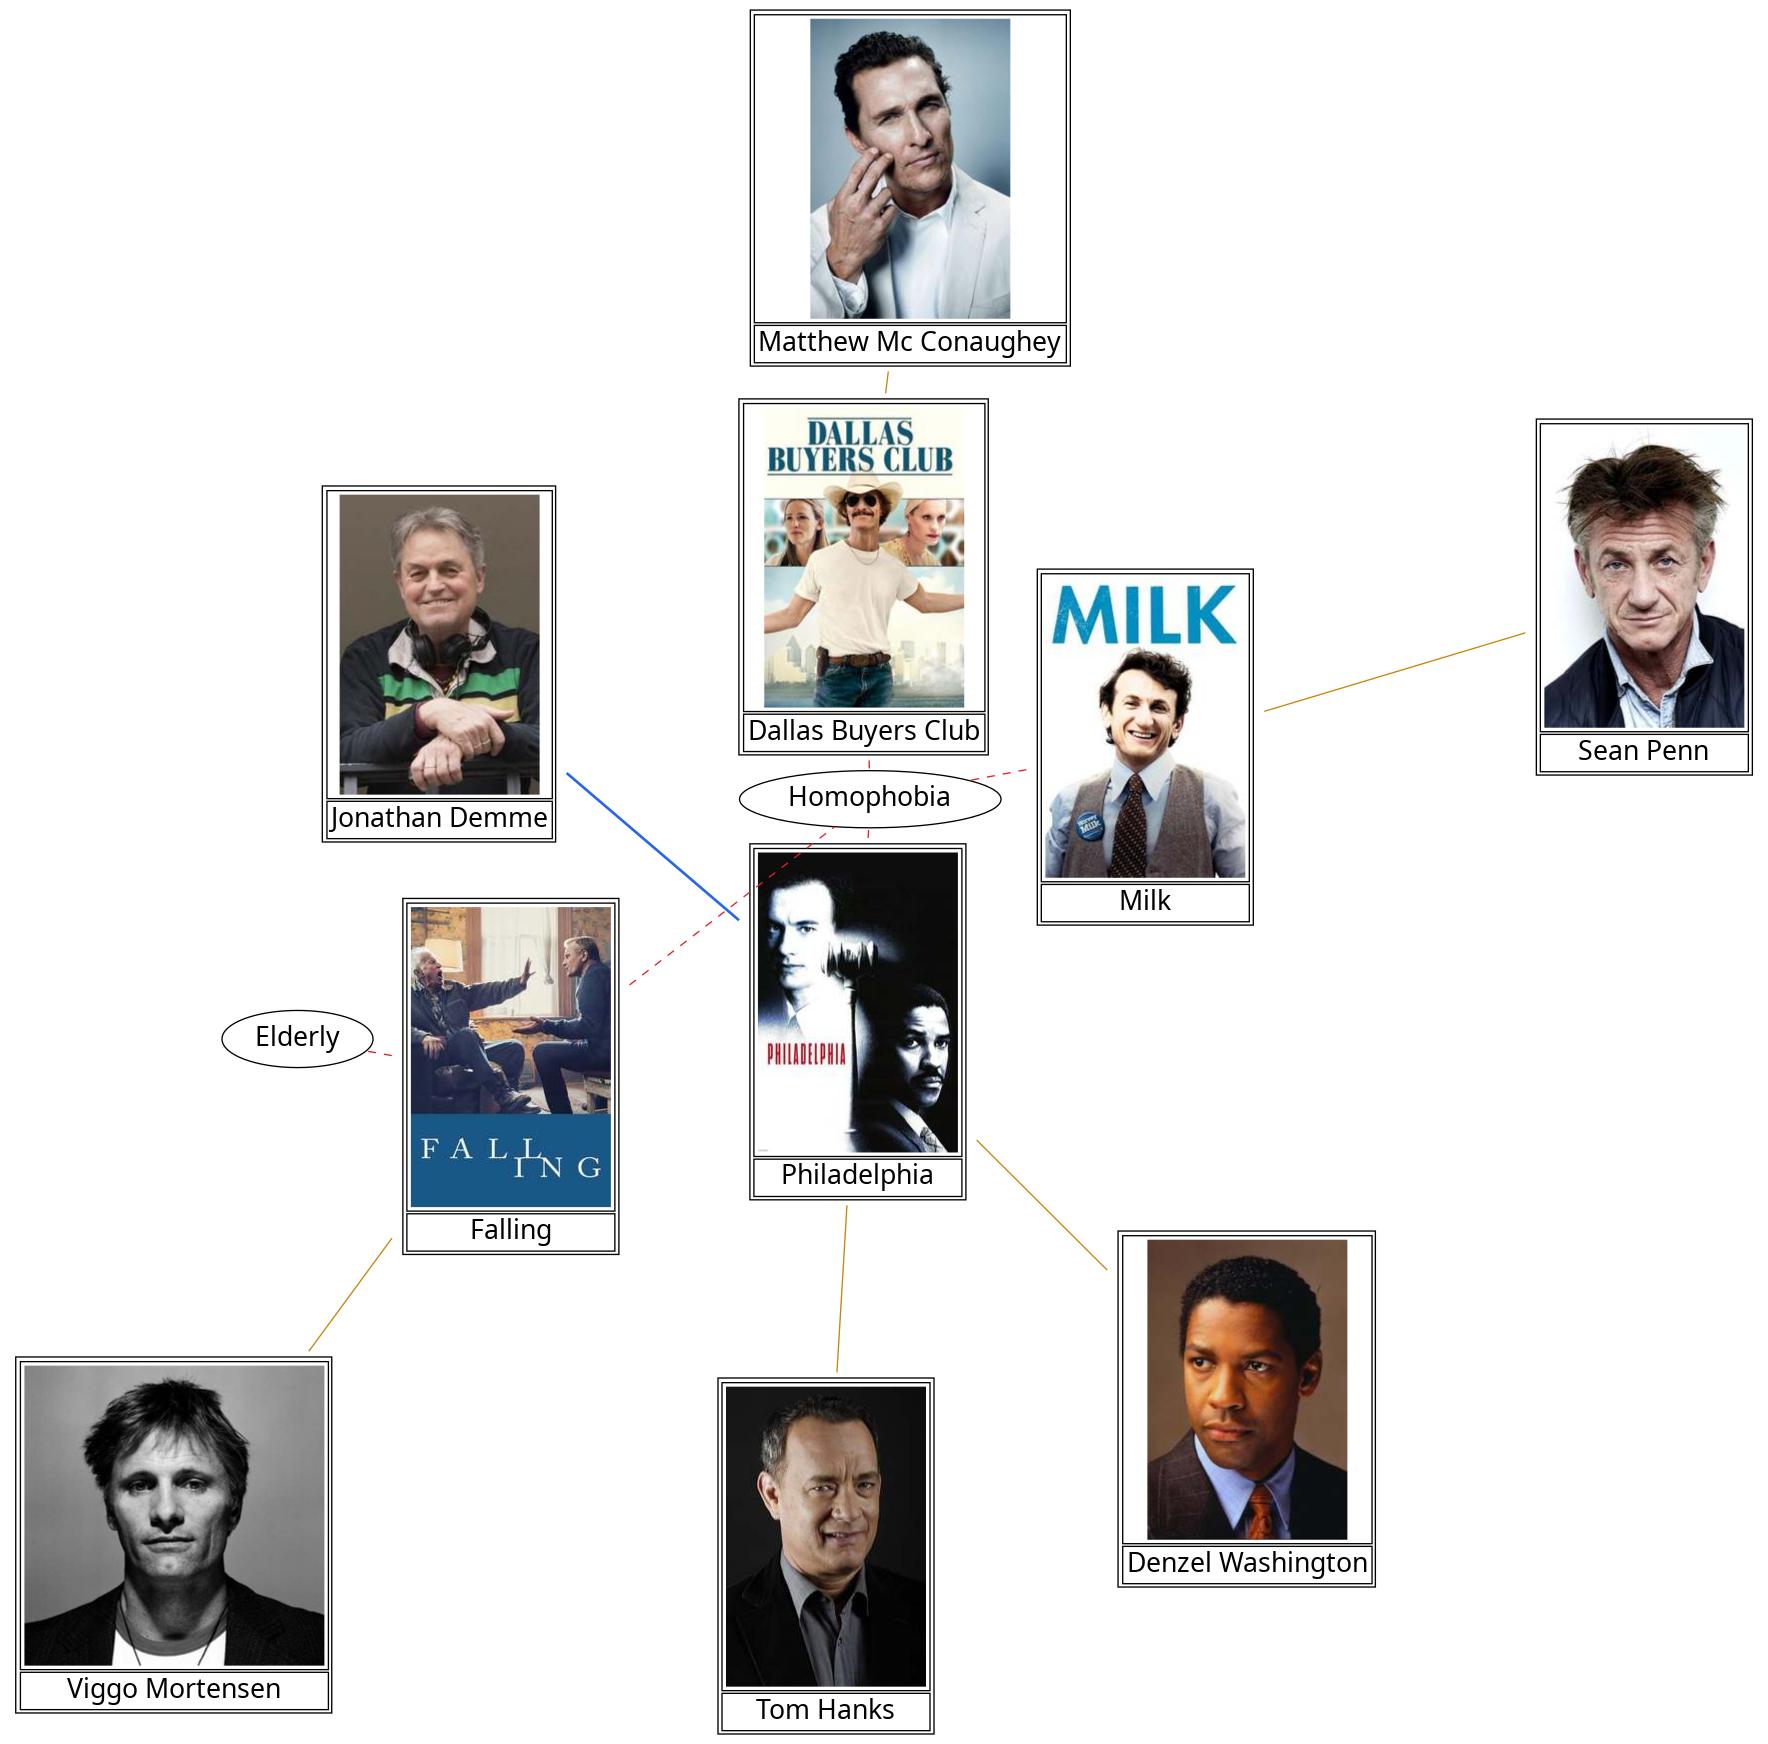 Matthew Mc Conaughey
DALLAS
BUYERS CLUB
Dallas Buyers Club
Jonathan Demme
MILK
Milk
Sean Penn
Homophobia
Elderly
FALLING
Falling
PHILADELPHIA
Philadelphia
Denzel Washington
Viggo Mortensen
Tom Hanks